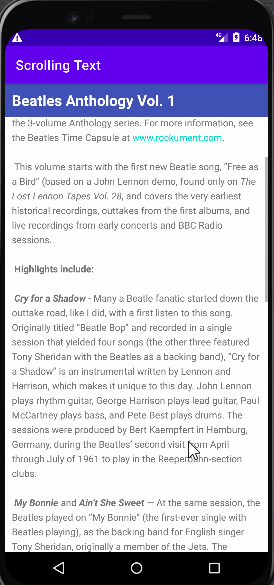 6:46
Scrolling Text
Beatles Anthology Vol. 1
the 3-volume Anthology series. For more information, see
the Beatles Time Capsule at www.rockument.com.
This volume starts with the first new Beatle song, “Free as
a Bird” (based on a John Lennon demo, found only on The
Lost Lennon Tapes Vol. 28, and covers the very earliest
historical recordings, outtakes from the first albums, and
live recordings from early concerts and BBC Radio
sessions.
Highlights include:
Cry for a Shadow - Many a Beatle fanatic started down the
outtake road, like I did, with a first listen to this song.
Originally titled “Beatle Bop” and recorded in a single
session that yielded four songs (the other three featured
Tony Sheridan with the Beatles as a backing band), “Cry for
a Shadow” is an instrumental written by Lennon and
Harrison, which makes it unique to this day. John Lennon
plays rhythm guitar, George Harrison plays lead guitar, Paul
McCartney plays bass, and Pete Best plays drums. The
sessions were produced by Bert Kaempfert in Hamburg,
Germany, during the Beatles’ second visit from April
through July of 1961 to play in the Reeperbahn-section
clubs.
My Bonnie and Ain’t She Sweet — At the same session, the
Beatles played on “My Bonnie” (the first-ever single with
Beatles playing), as the backing band for English singer
Tony Sheridan, originally a member of the Jets. The